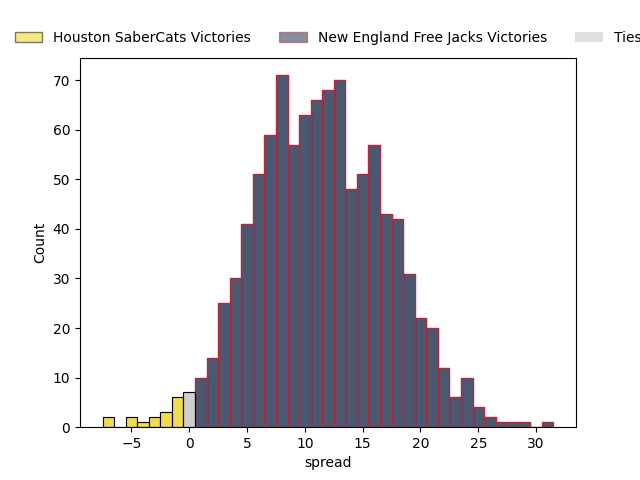 Houston SaberCats Victories New England Free Jacks Victories Ties
70
60
50
40
30
20
10
0
Count
−5 0 5 10 15 20 25 30
spread